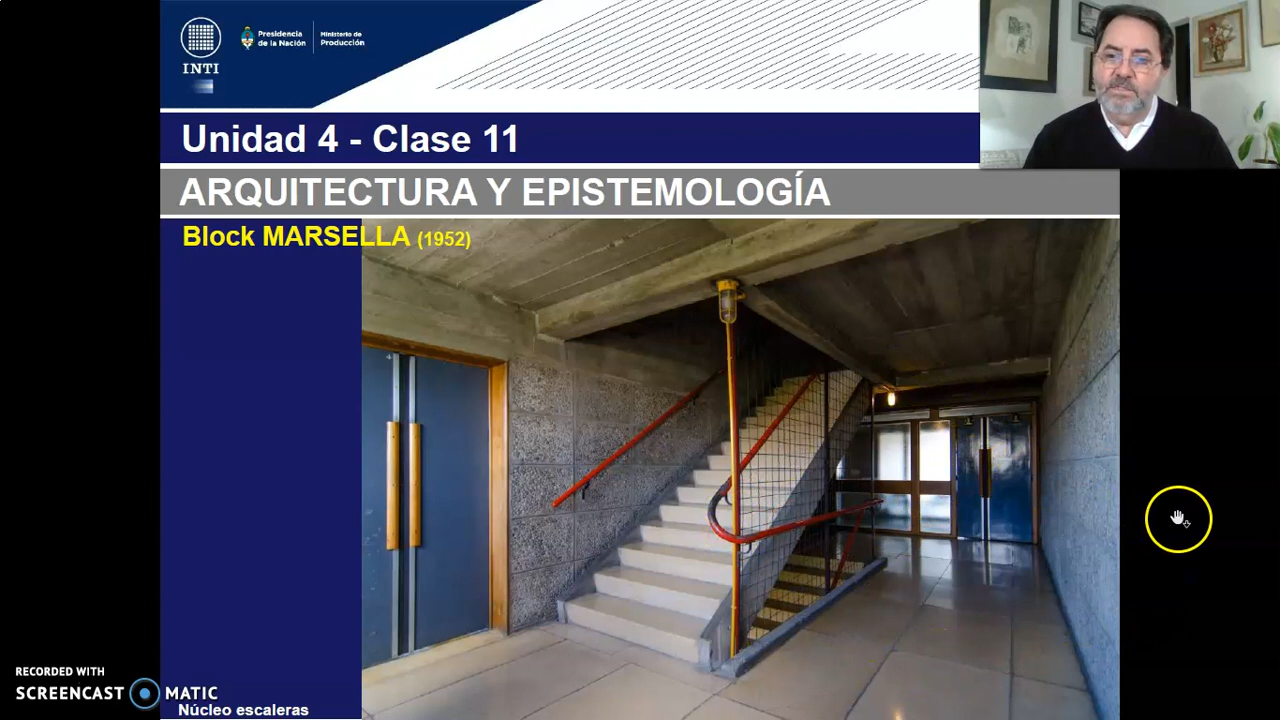 INTI
Presidencia
de la Nación
Ministerio de
Producción
Unidad 4 - Clase 11
ARQUITECTURA Y EPISTEMOLOGÍA
Block MARSELLA (1952)
RECORDED WITH
SCREENCAST MATIC
Núcleo escaleras